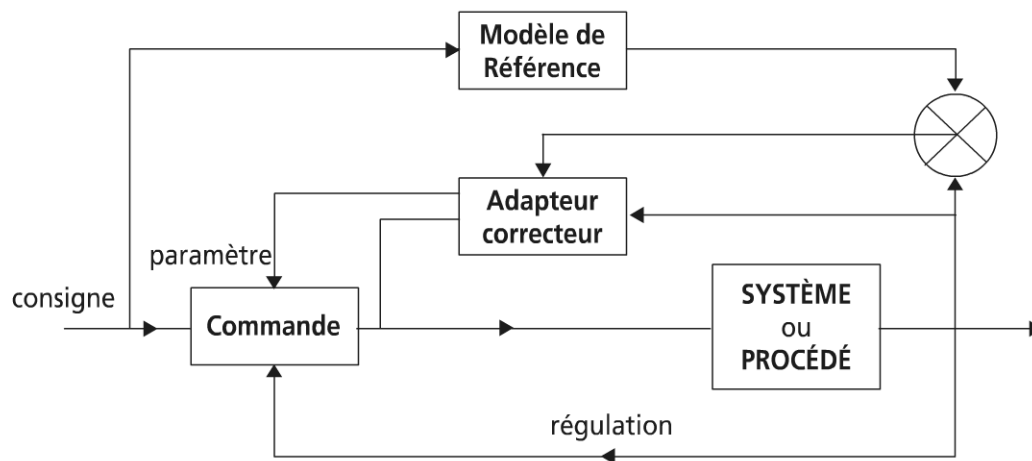 Modèle de
Référence
Adapteur
correcteur
paramètre
consigne
Commande
SYSTÈME
ou
PROCÉDÉ
régulation